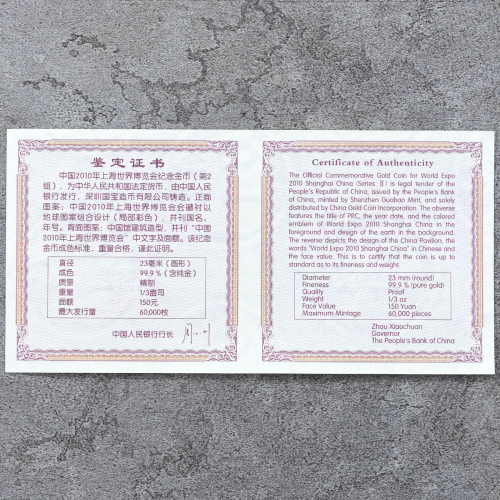 鉴定证书
中国2010年上海世界博览会纪念金币（第2
组），为中华人民共和国法定货币，由中国人民
银行发行，深圳国宝造币有限公司铸造。正面
图案：中国2010年上海世界博览会会徽衬以
地球图案组合设计（局部彩色），并刊国名、
年号。背面图案：中国馆建筑造型，并刊“中国
2010年上海世界博览会”中文字及面额。该纪念
金币成色标准，重量合格，谨此证明。
直径 23毫米（圆形）
成色 99.9％（含纯金）
质量 精制
重量 1/3盎司
面额 150元
最大发行量 60,000枚
中国人民银行行长
Certificate of Authenticity
The Official Commemorative Gold Coin for World Expo
2010 Shanghai China (Series Ⅱ) is legal tender of the
People's Republic of China, issued by the People's Bank
of China, minted by Shenzhen Guobao Mint, and solely
distributed by China Gold Coin Incorporation. The obverse
features the title of PRC, the year date, and the colored
emblem of World Expo 2010 Shanghai China in the
foreground and design of the earth in the background.
The reverse depicts the design of the China Pavilion, the
words "World Expo 2010 Shanghai China" in Chinese and
the face value. This is to certify that the coin is up to
standard as to its fineness and weight.
Diameter 23 mm (round)
Fineness 99.9% (pure gold)
Quality Proof
Weight 1/3 oz
Face Value 150 Yuan
Maximum Mintage 60,000 pieces
Zhou Xiaochuan
Governor
The People's Bank of China